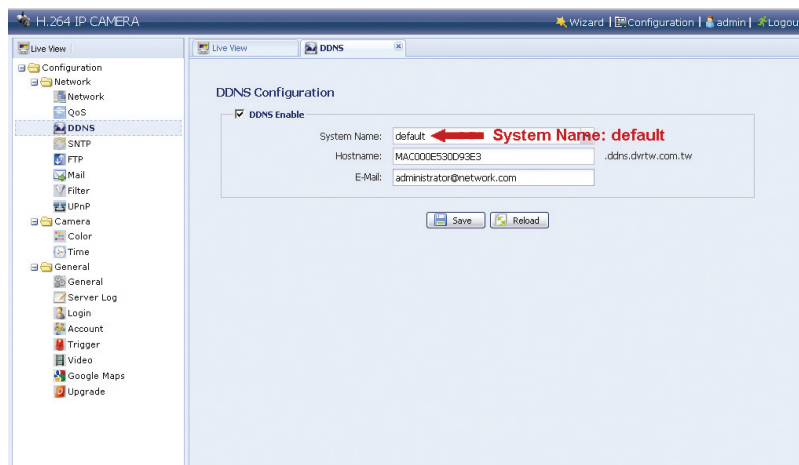 H.264 IP CAMERA
Wizard | Configuration | admin | Logou
Live View
Configuration
Network
Network
QoS
DDNS
SNTP
FTP
Mail
Filter
UPnP
Camera
Color
Time
General
General
Server Log
Login
Account
Trigger
Video
Google Maps
Upgrade
Live View
DDNS
DDNS Configuration
DDNS Enable
System Name: default System Name: default
Hostname: MAC000E530D93E3 .ddns.dvrtw.com.tw
E-Mail: administrator@network.com
Save Reload